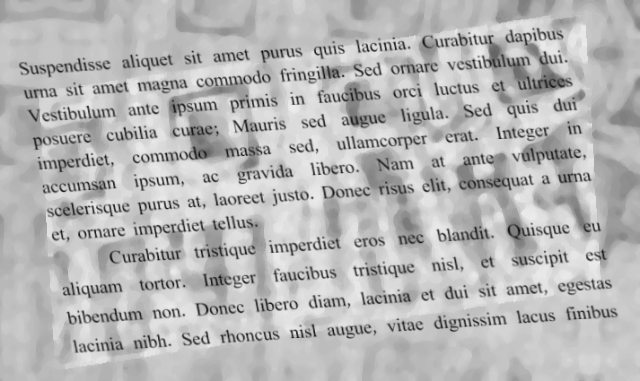 Suspendisse aliquet sit amet purus quis lacinia. Curabitur dapibus
urna sit amet magna commodo fringilla. Sed ornare vestibulum dui.
Vestibulum ante ipsum primis in faucibus orci luctus et ultrices
posuere cubilia curae; Mauris sed augue ligula. Sed quis dui
imperdiet, commodo massa sed, ullamcorper erat. Integer in
accumsan ipsum, ac gravida libero. Nam at ante vulputate,
scelerisque purus at, laoreet justo. Donec risus elit, consequat a urna
et, ornare imperdiet tellus.
Curabitur tristique imperdiet eros nec blandit. Quisque eu
aliquam tortor. Integer faucibus tristique nisl, et suscipit est
bibendum non. Donec libero diam, lacinia et dui sit amet, egestas
lacinia nibh. Sed rhoncus nisl augue, vitae dignissim lacus finibus